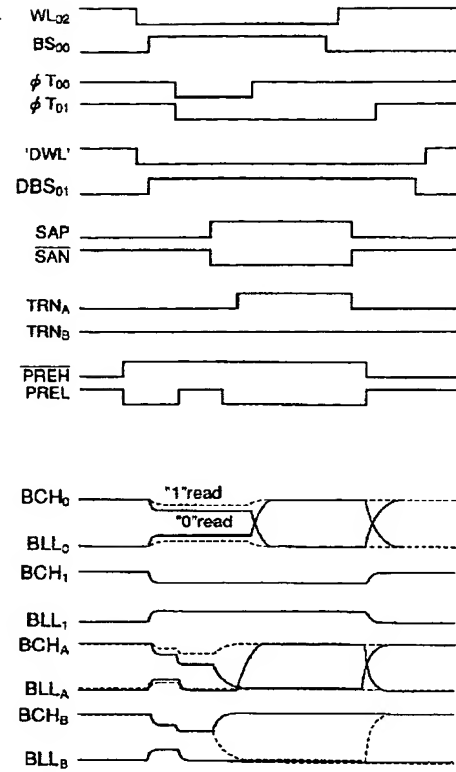 WL02
BS00
φT00
φT01
'DWL'
DBS01
SAP
SAN
TRNA
TRNB
PREH
PREL
BCH0
"1"read
"0"read
BLL0
BCH1
BLL1
BCHA
BLLA
BCHB
BLLB